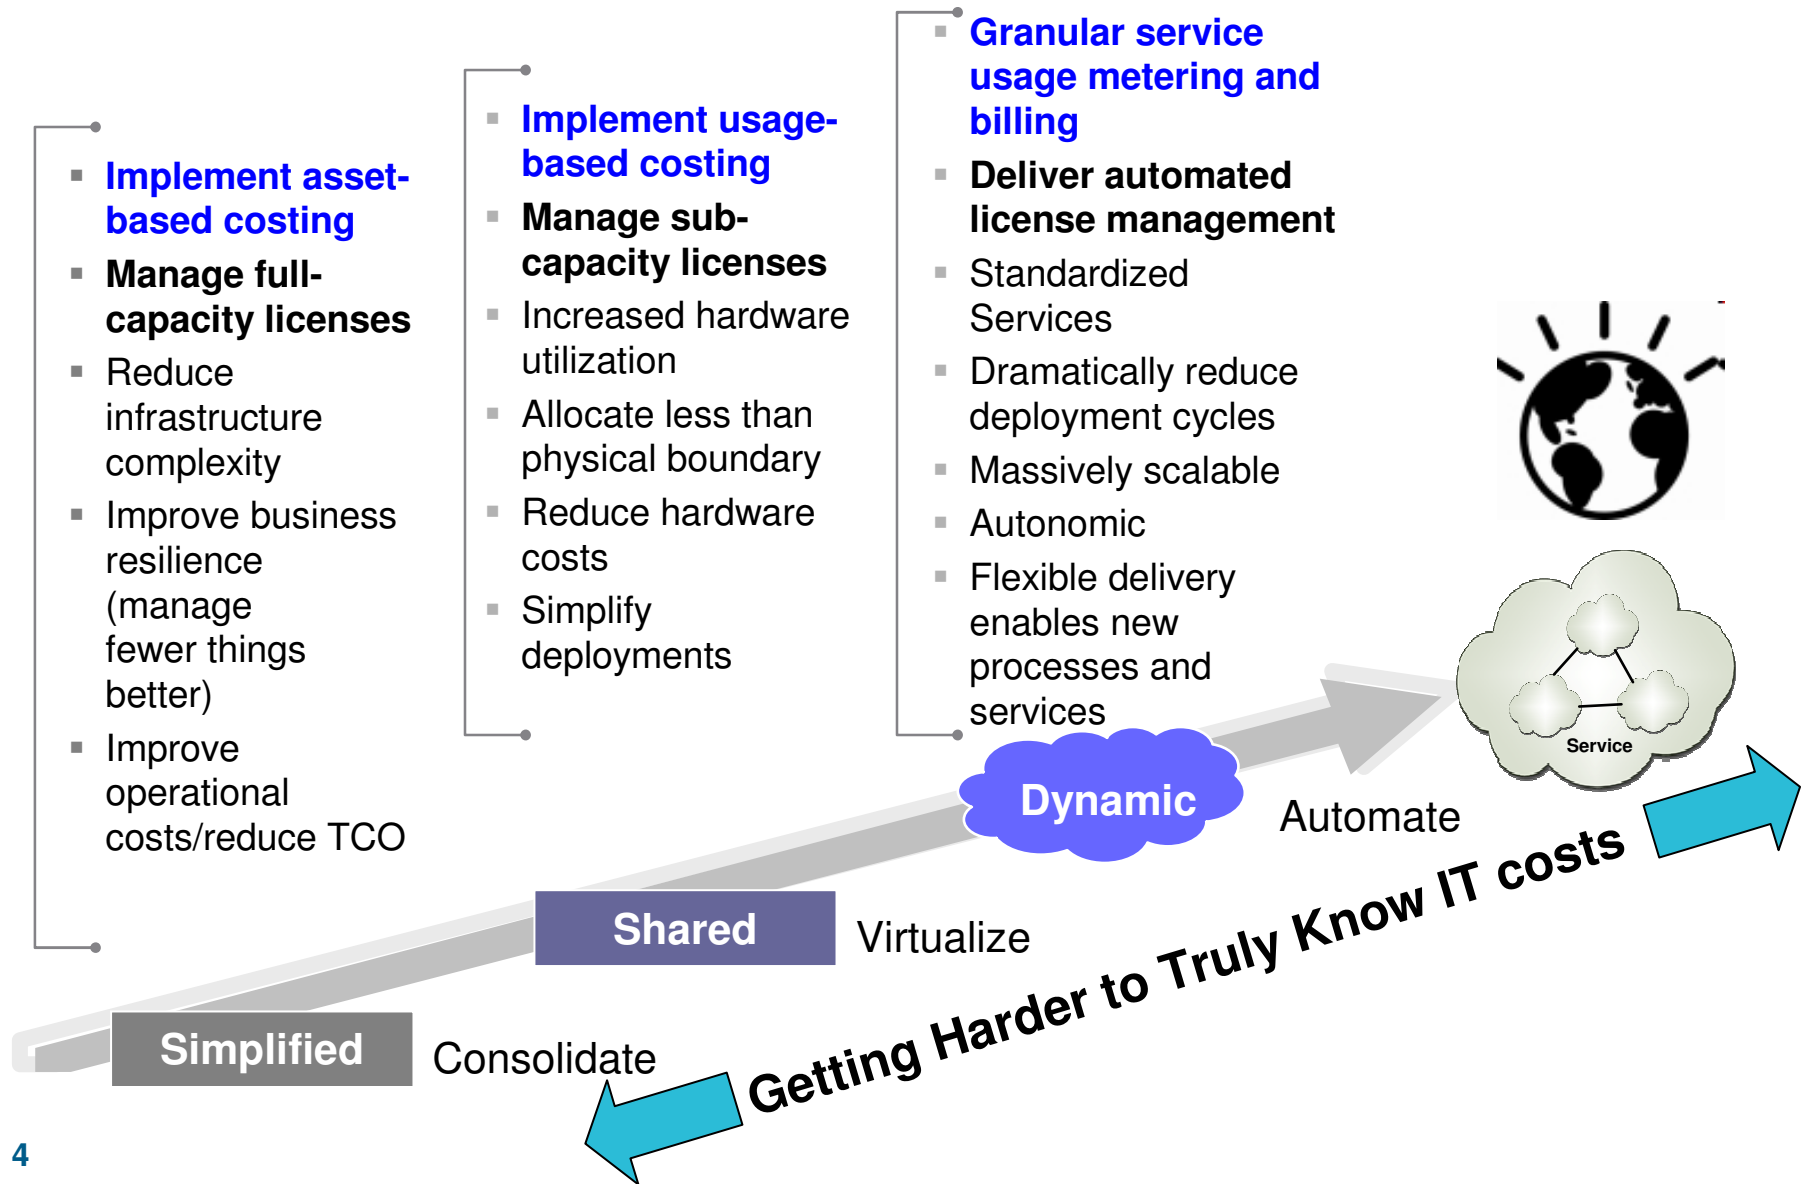 Implement asset-
based costing
Manage full-
capacity licenses
Reduce
infrastructure
complexity
Improve business
resilience
(manage
fewer things
better)
Improve
operational
costs/reduce TCO
Implement usage-
based costing
Manage sub-
capacity licenses
Increased hardware
utilization
Allocate less than
physical boundary
Reduce hardware
costs
Simplify
deployments
Granular service
usage metering and
billing
Deliver automated
license management
Standardized
Services
Dramatically reduce
deployment cycles
Massively scalable
Autonomic
Flexible delivery
enables new
processes and
services
Service
Dynamic
Automate
Shared
Virtualize
Simplified
Consolidate
Getting Harder to Truly Know IT costs
4